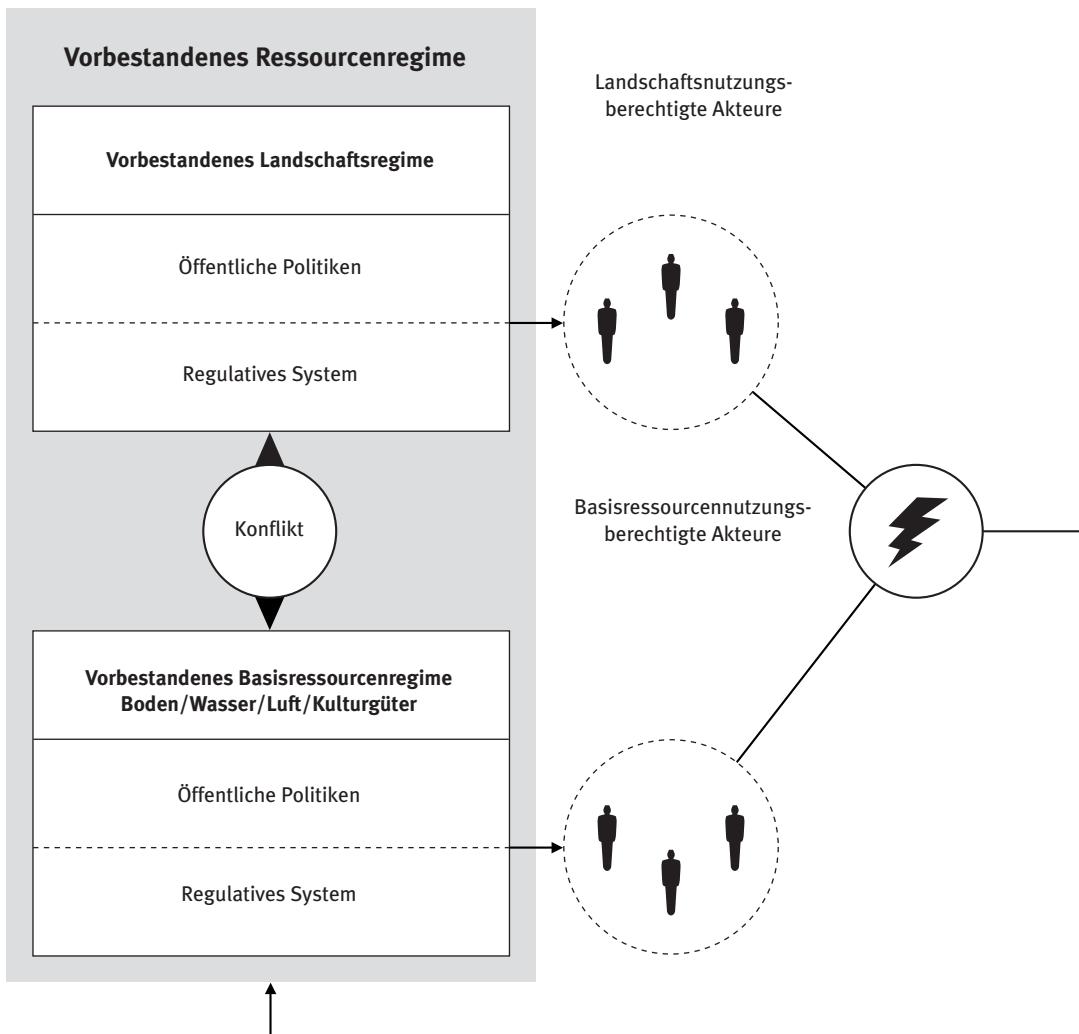 Vorbestandenes Ressourcenregime
Landschaftsnutzungs-
berechtigte Akteure
Vorbestandenes Landschaftsregime
Öffentliche Politiken
Regulatives System
Konflikt
Basisressourcennutzungs-
berechtigte Akteure
Vorbestandenes Basisressourcenregime
Boden/Wasser/Luft/Kulturgüter
Öffentliche Politiken
Regulatives System